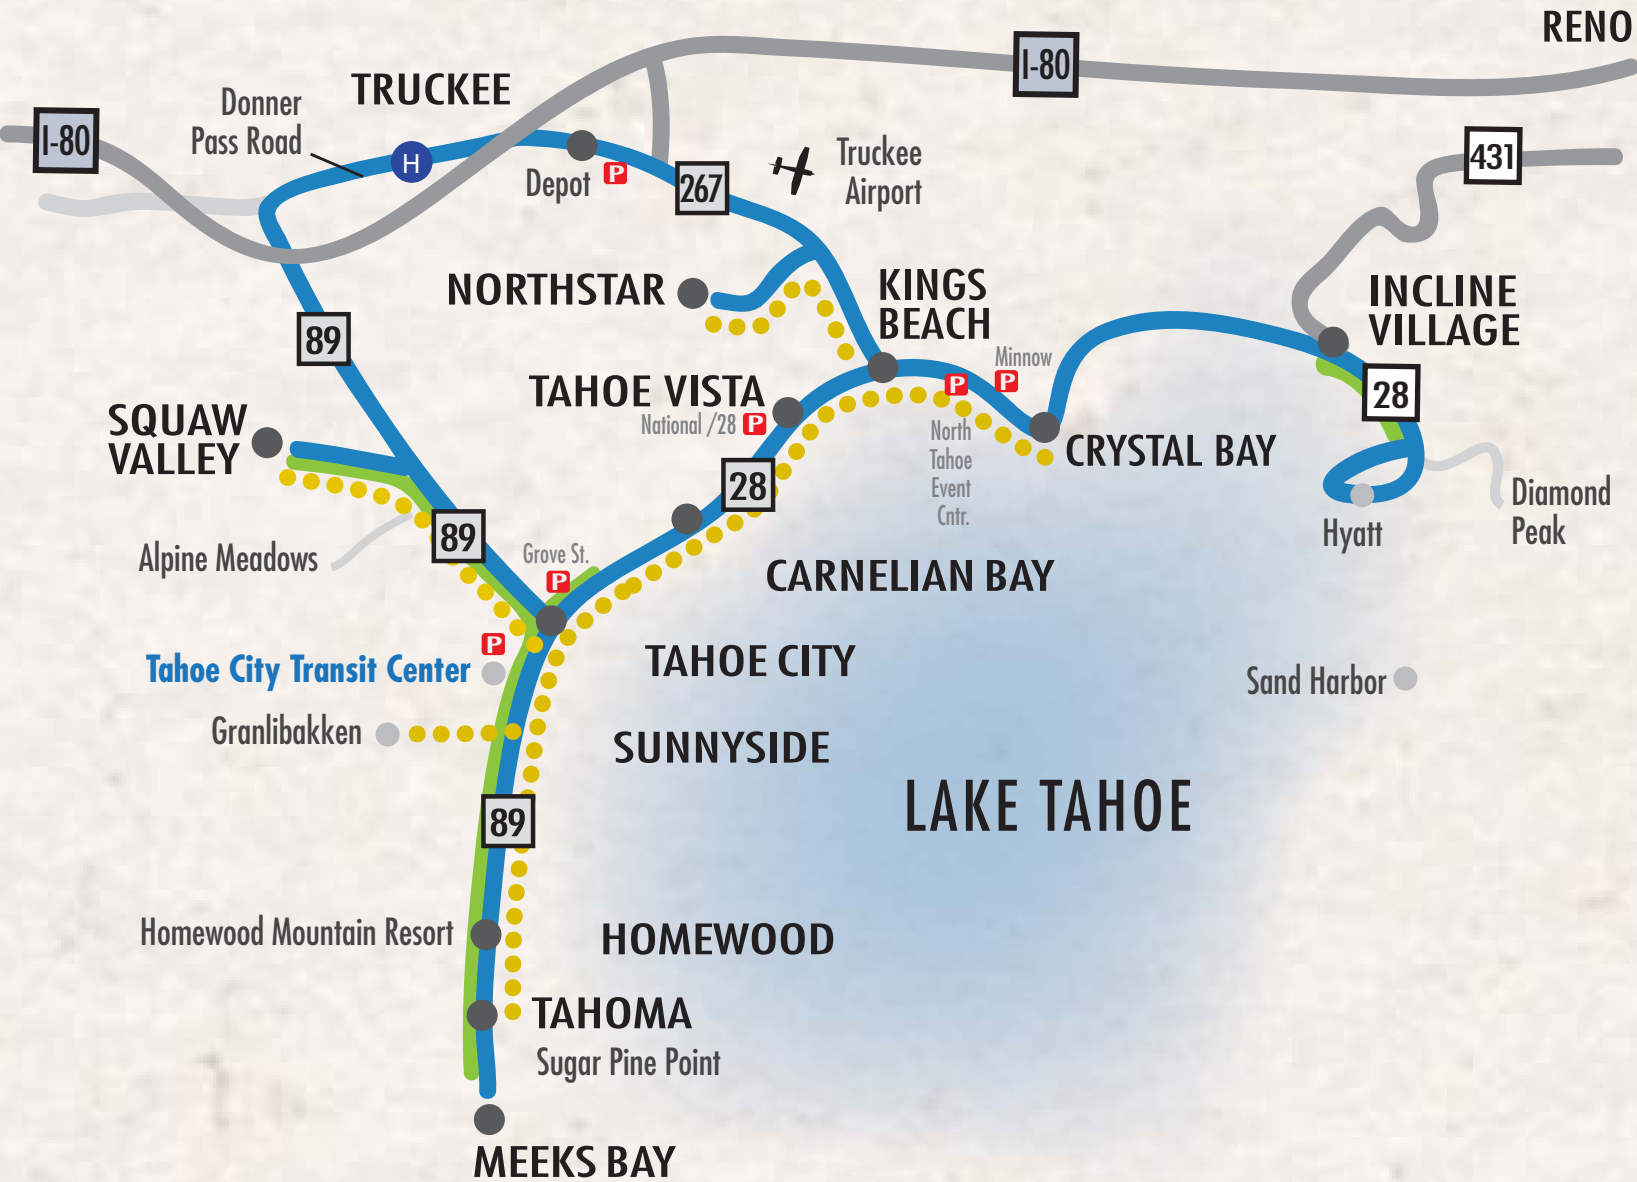 RENO
I-80
TRUCKEE
Donner
Pass Road
I-80
H
Depot
P
267
Truckee
Airport
431
NORTHSTAR
KINGS
BEACH
INCLINE
VILLAGE
89
TAHOE VISTA
National /28
P
P
Minnow
P
28
SQUAW
VALLEY
28
North
Tahoe
Event
Cntr.
CRYSTAL BAY
Hyatt
Diamond
Peak
89
Alpine Meadows
Grove St.
P
CARNELIAN BAY
P
Tahoe City Transit Center
TAHOE CITY
Sand Harbor
Granlibakken
SUNNYSIDE
LAKE TAHOE
89
Homewood Mountain Resort
HOMEWOOD
TAHOMA
Sugar Pine Point
MEEKS BAY